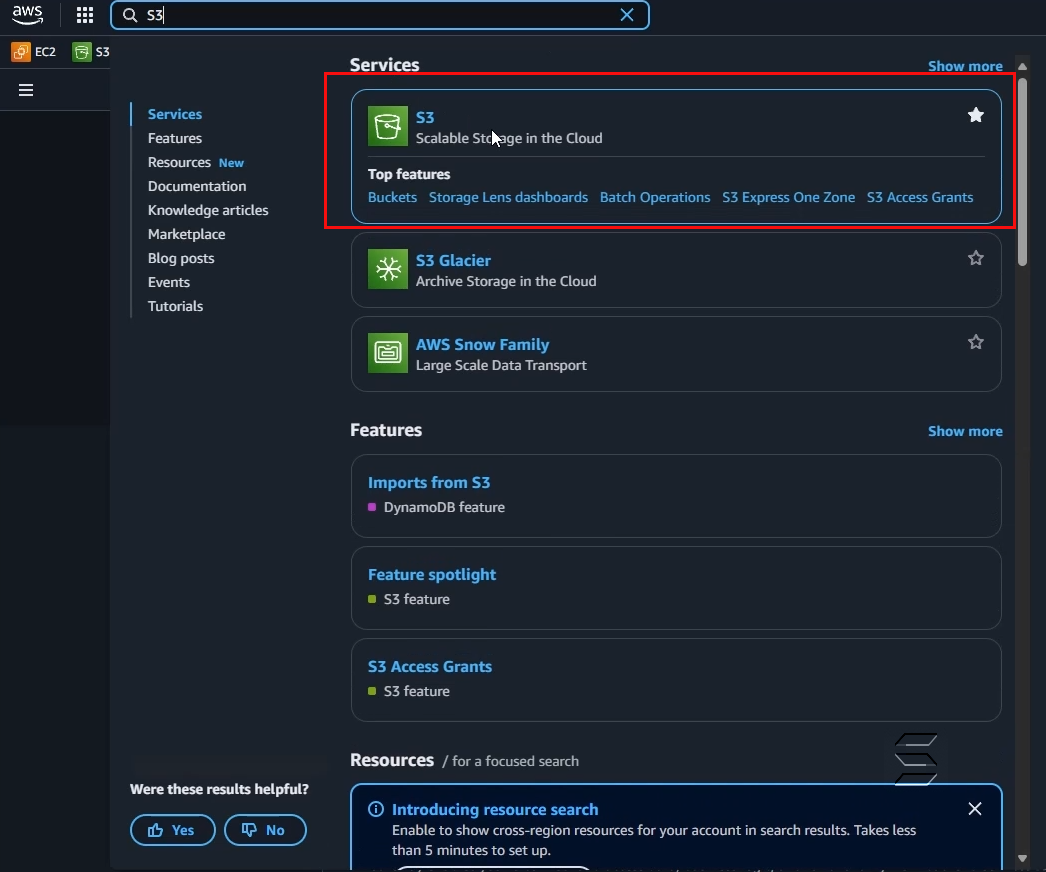 aws
S3
EC2
S3
Services
Features
Resources New
Documentation
Knowledge articles
Marketplace
Blog posts
Events
Tutorials
Services
Show more
S3
Scalable Storage in the Cloud
Top features
Buckets Storage Lens dashboards Batch Operations S3 Express One Zone S3 Access Grants
S3 Glacier
Archive Storage in the Cloud
AWS Snow Family
Large Scale Data Transport
Features
Show more
Imports from S3
DynamoDB feature
Feature spotlight
S3 feature
S3 Access Grants
S3 feature
Resources / for a focused search
Introducing resource search
Enable to show cross-region resources for your account in search results. Takes less
than 5 minutes to set up.
Were these results helpful?
Yes
No